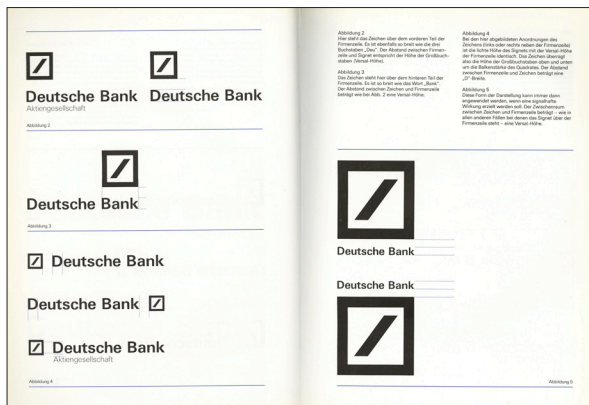 Deutsche Bank
Aktiengesellschaft
Deutsche Bank
Abbildung 2
Deutsche Bank
Abbildung 3
Deutsche Bank
Deutsche Bank
Deutsche Bank
Aktiengesellschaft
Abbildung 4
Abbildung 2
Hier steht das Zeichen über dem vorderen Teil der
Firmenzeile. Es ist ebenfalls so breit wie die drei
Buchstaben „Deu“. Der Abstand zwischen Firmen-
zeile und Signet entspricht der Höhe der Großbuch-
staben (Versal-Höhe).
Abbildung 3
Das Zeichen steht hier über dem hinteren Teil der
Firmenzeile. Es ist so breit wie das Wort „Bank“.
Der Abstand zwischen Zeichen und Firmenzeile
beträgt wie bei Abb. 2 eine Versal-Höhe.
Abbildung 4
Bei den hier abgebildeten Anordnungen des
Zeichens (links oder rechts neben der Firmenzeile)
ist die lichte Höhe des Signets mit der Versal-Höhe
der Firmenzeile identisch. Das Zeichen überragt
also die Höhe der Großbuchstaben oben und unten
um die Balkenstärke des Quadrates. Der Abstand
zwischen Firmenzeile und Zeichen beträgt eine
„D“-Breite.
Abbildung 5
Diese Form der Darstellung kann immer dann
angewendet werden, wenn eine signalhafte
Wirkung erzielt werden soll. Der Zwischenraum
zwischen Zeichen und Firmenzeile beträgt – wie in
allen anderen Fällen bei denen das Signet über der
Firmenzeile steht – eine Versal-Höhe.
Deutsche Bank
Deutsche Bank
Abbildung 5